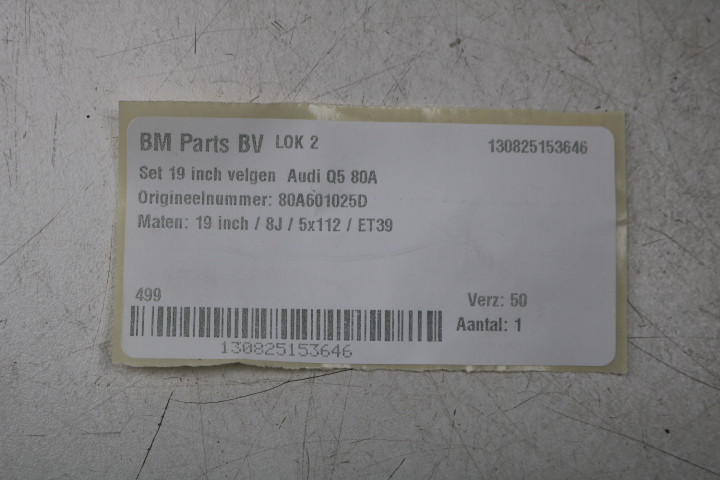 BM Parts BV LOK 2 130825153646
Set 19 inch velgen Audi Q5 80A
Origineelnummer: 80A601025D
Maten: 19 inch / 8J / 5x112 / ET39
499 Verz: 50
Aantal: 1
130825153646